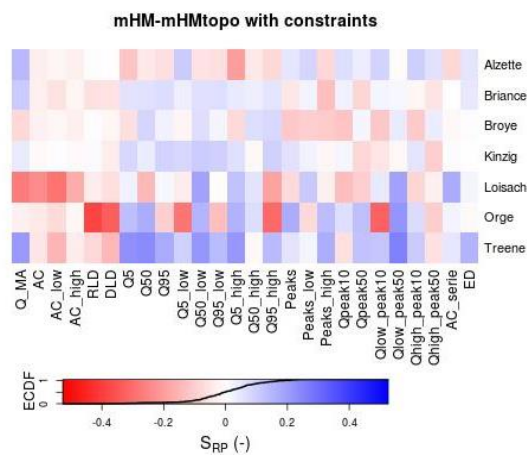 mHM-mHMtopo with constraints
Alzette
Briance
Broye
Kinzig
Loisach
Orge
Treene
Q_MA
AC
AC_low
AC_high
RLD
DLD
Q5
Q50
Q95
Q5_low
Q50_low
Q95_low
Q5_high
Q50_high
Q95_high
Peaks
Peaks_low
Peaks_high
Qpeak10
Qpeak50
Qlow_peak10
Qlow_peak50
Qhigh_peak10
Qhigh_peak50
AC_serie
ED
ECDF
0 1
-0.4 -0.2 0 0.2 0.4
S_RP (-)